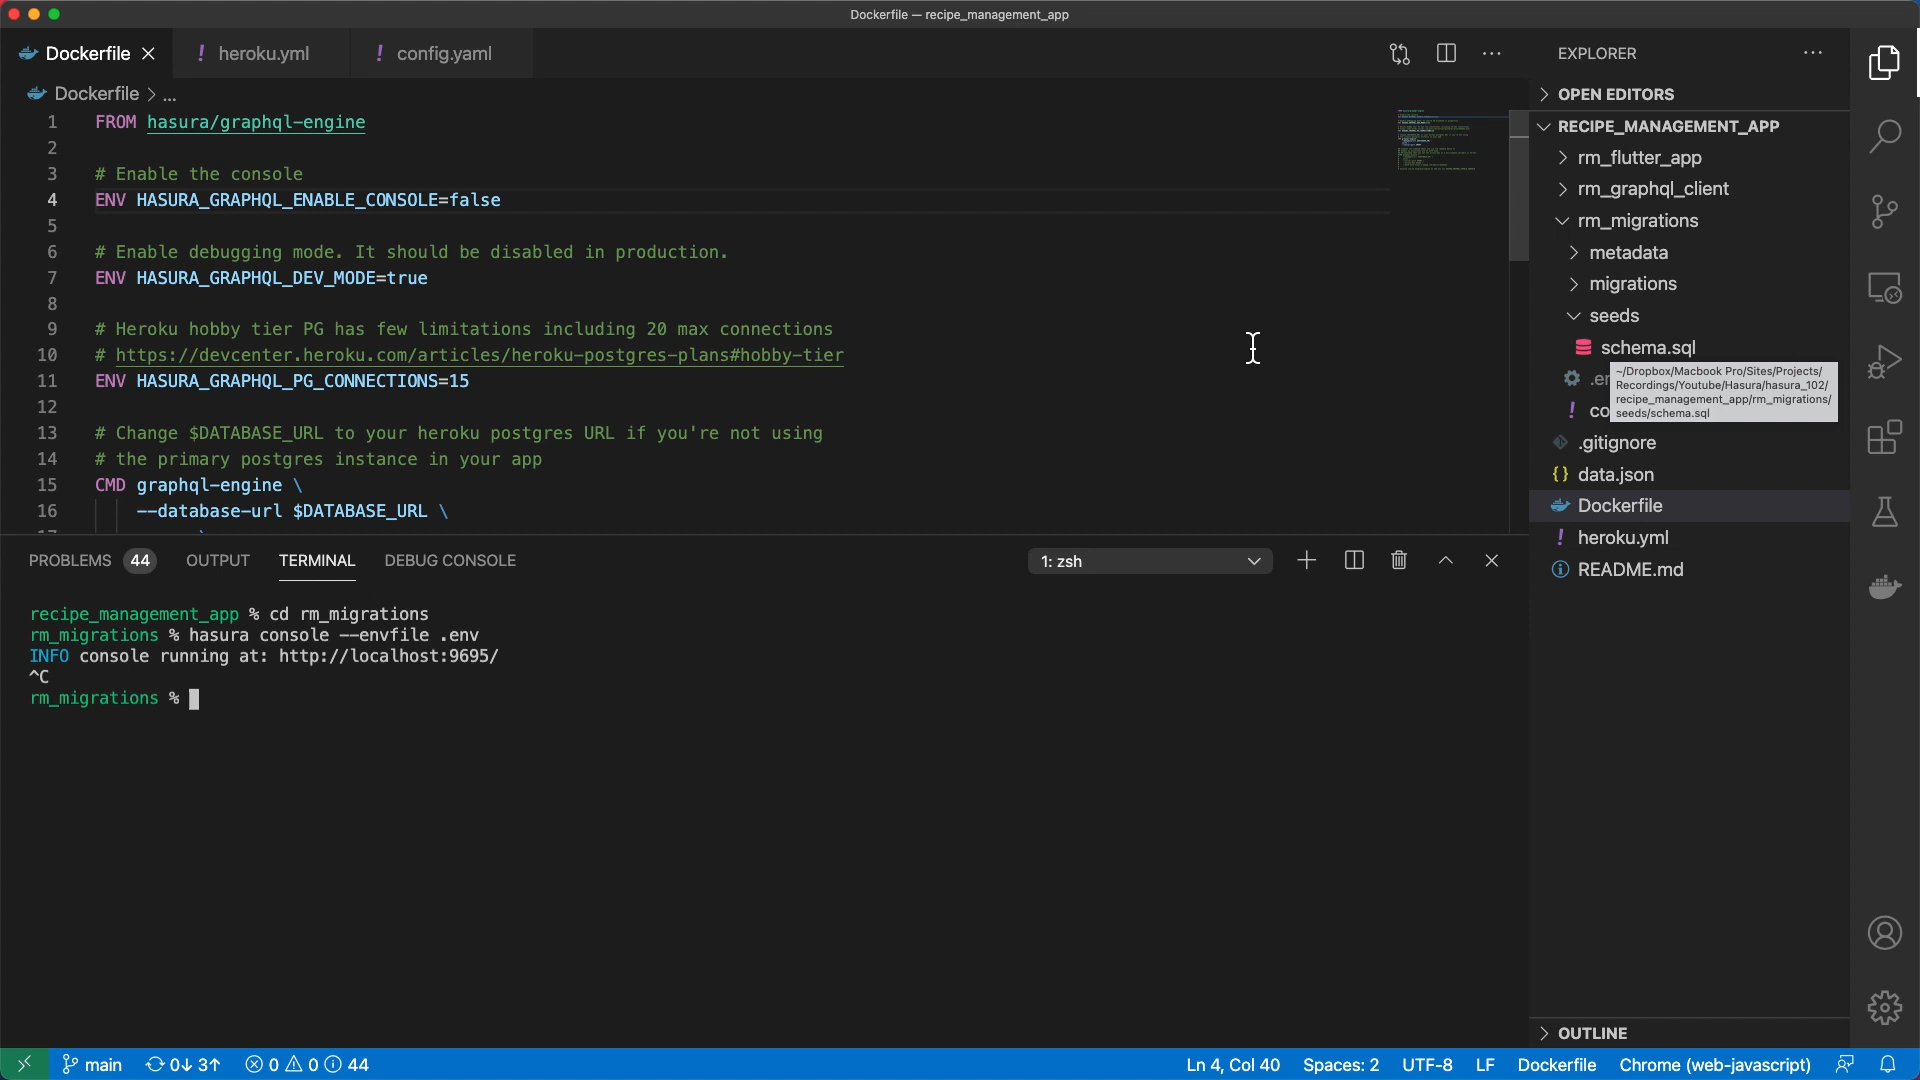 Dockerfile — recipe_management_app
Dockerfile
! heroku.yml
! config.yaml
Dockerfile > ...
1 FROM hasura/graphql-engine
2
3 # Enable the console
4 ENV HASURA_GRAPHQL_ENABLE_CONSOLE=false
5
6 # Enable debugging mode. It should be disabled in production.
7 ENV HASURA_GRAPHQL_DEV_MODE=true
8
9 # Heroku hobby tier PG has few limitations including 20 max connections
10 # https://devcenter.heroku.com/articles/heroku-postgres-plans#hobby-tier
11 ENV HASURA_GRAPHQL_PG_CONNECTIONS=15
12
13 # Change $DATABASE_URL to your heroku postgres URL if you're not using
14 # the primary postgres instance in your app
15 CMD graphql-engine \
16 --database-url $DATABASE_URL \
PROBLEMS 44 OUTPUT TERMINAL DEBUG CONSOLE
1: zsh
recipe_management_app % cd rm_migrations
rm_migrations % hasura console --envfile .env
INFO console running at: http://localhost:9695/
^C
rm_migrations %
EXPLORER
OPEN EDITORS
RECIPE_MANAGEMENT_APP
rm_flutter_app
rm_graphql_client
rm_migrations
metadata
migrations
seeds
schema.sql
~/Dropbox/Macbook Pro/Sites/Projects/
Recordings/Youtube/Hasura/hasura_102/
recipe_management_app/rm_migrations/
seeds/schema.sql
.gitignore
{} data.json
Dockerfile
! heroku.yml
README.md
OUTLINE
main 0↓ 3↑ 0 0 44
Ln 4, Col 40 Spaces: 2 UTF-8 LF Dockerfile Chrome (web-javascript)